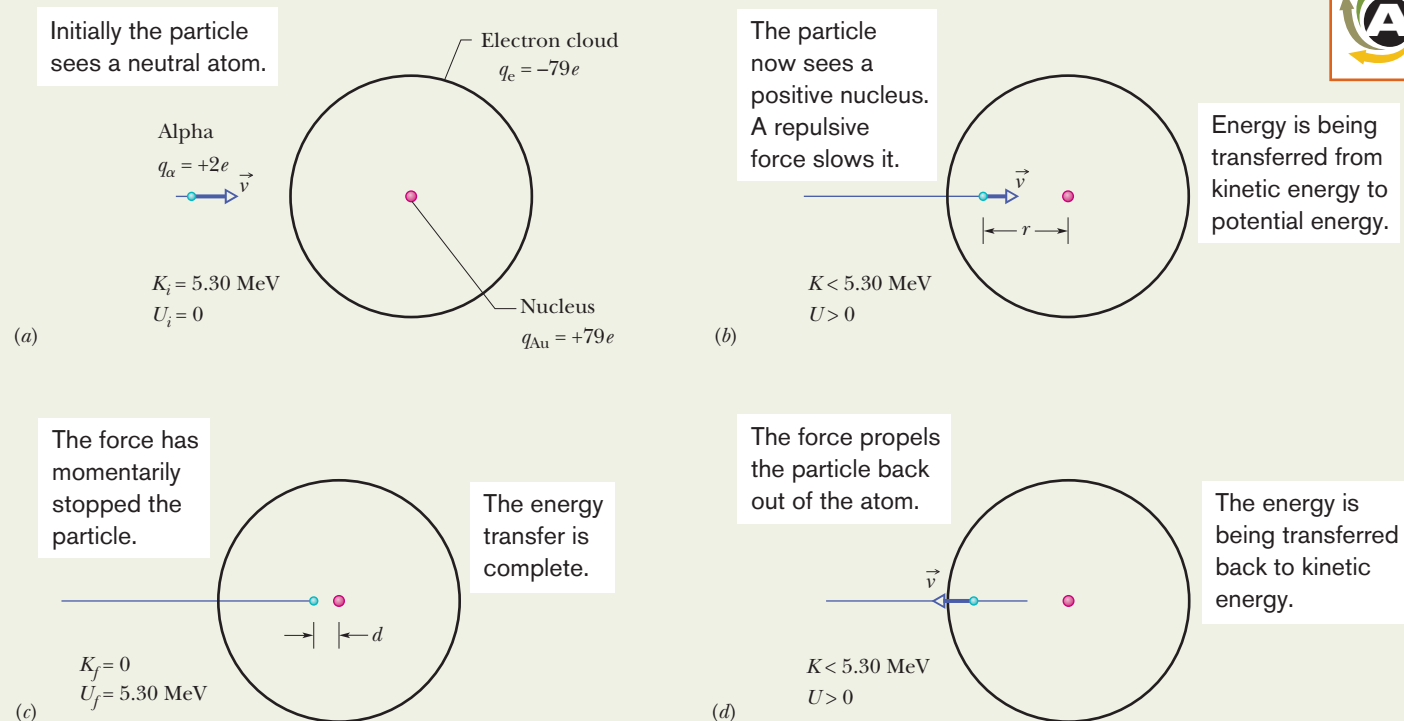 Initially the particle
sees a neutral atom.
Electron cloud
qₑ = −79e
Alpha
q_α = +2e
v⃗
Kᵢ = 5.30 MeV
Uᵢ = 0
Nucleus
q_Au = +79e
(a)
The particle
now sees a
positive nucleus.
A repulsive
force slows it.
v⃗
r
Energy is being
transferred from
kinetic energy to
potential energy.
K < 5.30 MeV
U > 0
(b)
A
The force has
momentarily
stopped the
particle.
The energy
transfer is
complete.
d
K_f = 0
U_f = 5.30 MeV
(c)
The force propels
the particle back
out of the atom.
v⃗
The energy is
being transferred
back to kinetic
energy.
K < 5.30 MeV
U > 0
(d)